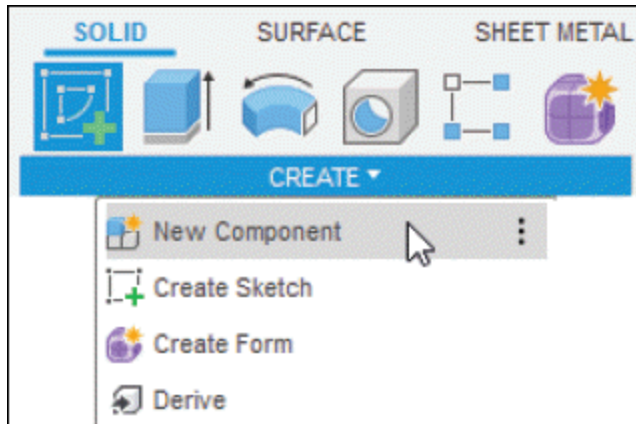 SOLID SURFACE SHEET METAL
CREATE
New Component
Create Sketch
Create Form
Derive